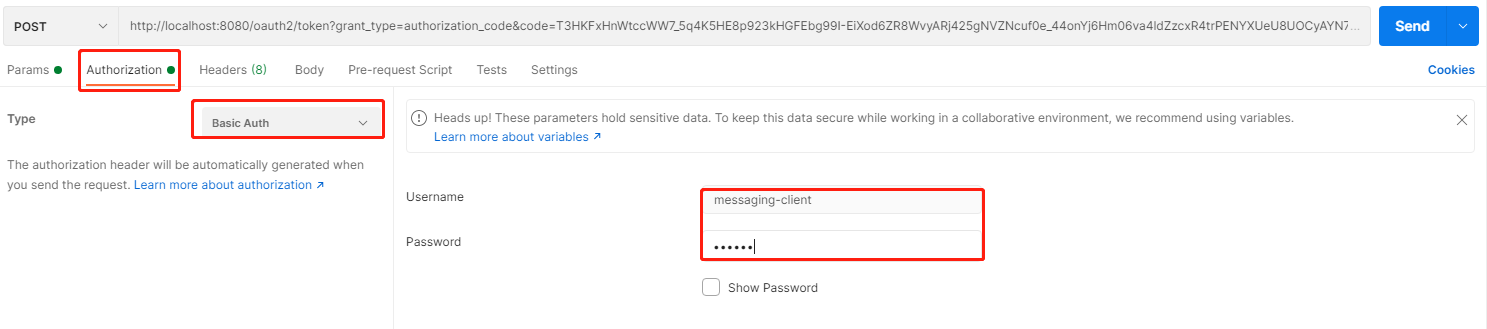 POST
http://localhost:8080/oauth2/token?grant_type=authorization_code&code=T3HKFxHnWtccWW7_5q4K5HE8p923kHGFEbg99I-EiXod6ZR8WvyARj425gNVZNcuf0e_44onYj6Hm06va4ldZzcxR4trPENYXUeU8UOCyAYN7...
Send
Params
Authorization
Headers (8)
Body
Pre-request Script
Tests
Settings
Cookies
Type
Basic Auth
The authorization header will be automatically generated when
you send the request. Learn more about authorization ↗
Heads up! These parameters hold sensitive data. To keep this data secure while working in a collaborative environment, we recommend using variables.
Learn more about variables ↗
Username
messaging-client
Password
••••••
Show Password